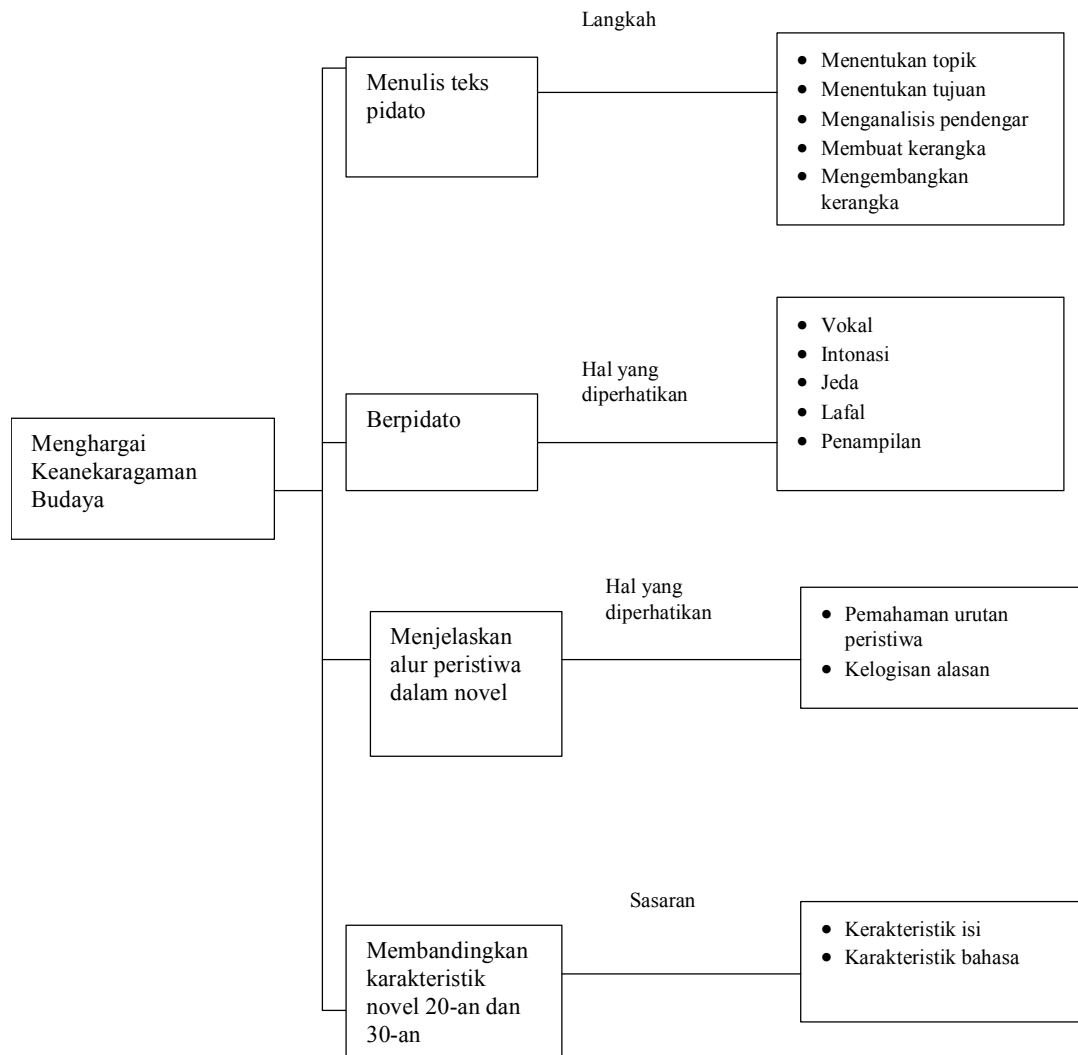 Langkah
Menulis teks
pidato
• Menentukan topik
• Menentukan tujuan
• Menganalisis pendengar
• Membuat kerangka
• Mengembangkan
kerangka
Hal yang
diperhatikan
Berpidato
• Vokal
• Intonasi
• Jeda
• Lafal
• Penampilan
Menghargai
Keanekaragaman
Budaya
Hal yang
diperhatikan
Menjelaskan
alur peristiwa
dalam novel
• Pemahaman urutan
peristiwa
• Kelogisan alasan
Sasaran
Membandingkan
karakteristik
novel 20-an dan
30-an
• Kerakteristik isi
• Karakteristik bahasa